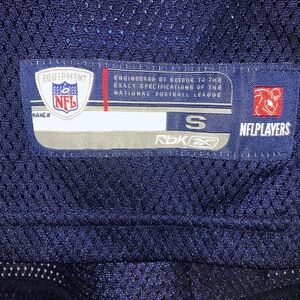 EQUIPMENT
NFL
ENGINEERED BY REEBOK TO THE
EXACT SPECIFICATIONS OF THE
NATIONAL FOOTBALL LEAGUE
NAME#
S
RBK
NFLPLAYERS